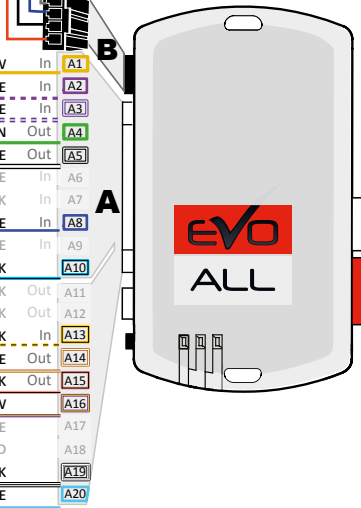 B
V In A1
E In A2
E In A3
N Out A4
E Out A5
E In A6
K In A7
A
E In A8
E In A9
K A10
K Out A11
K Out A12
K In A13
E Out A14
K Out A15
V A16
E A17
D A18
K A19
E A20
EVO
ALL